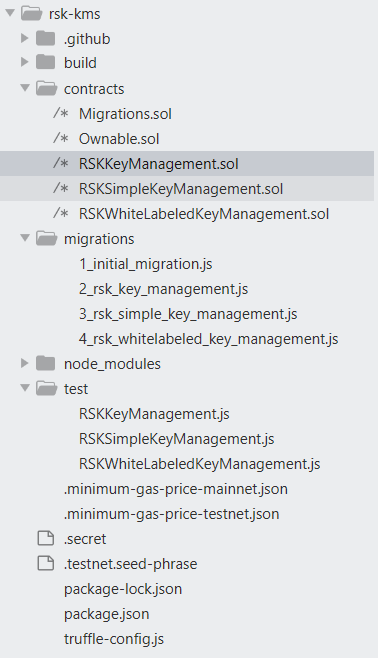 rsk-kms
.github
build
contracts
/* Migrations.sol
/* Ownable.sol
/* RSKKeyManagement.sol
/* RSKSimpleKeyManagement.sol
/* RSKWhiteLabeledKeyManagement.sol
migrations
1_initial_migration.js
2_rsk_key_management.js
3_rsk_simple_key_management.js
4_rsk_whitelabeled_key_management.js
node_modules
test
RSKKeyManagement.js
RSKSimpleKeyManagement.js
RSKWhiteLabeledKeyManagement.js
.minimum-gas-price-mainnet.json
.minimum-gas-price-testnet.json
.secret
.testnet.seed-phrase
package-lock.json
package.json
truffle-config.js